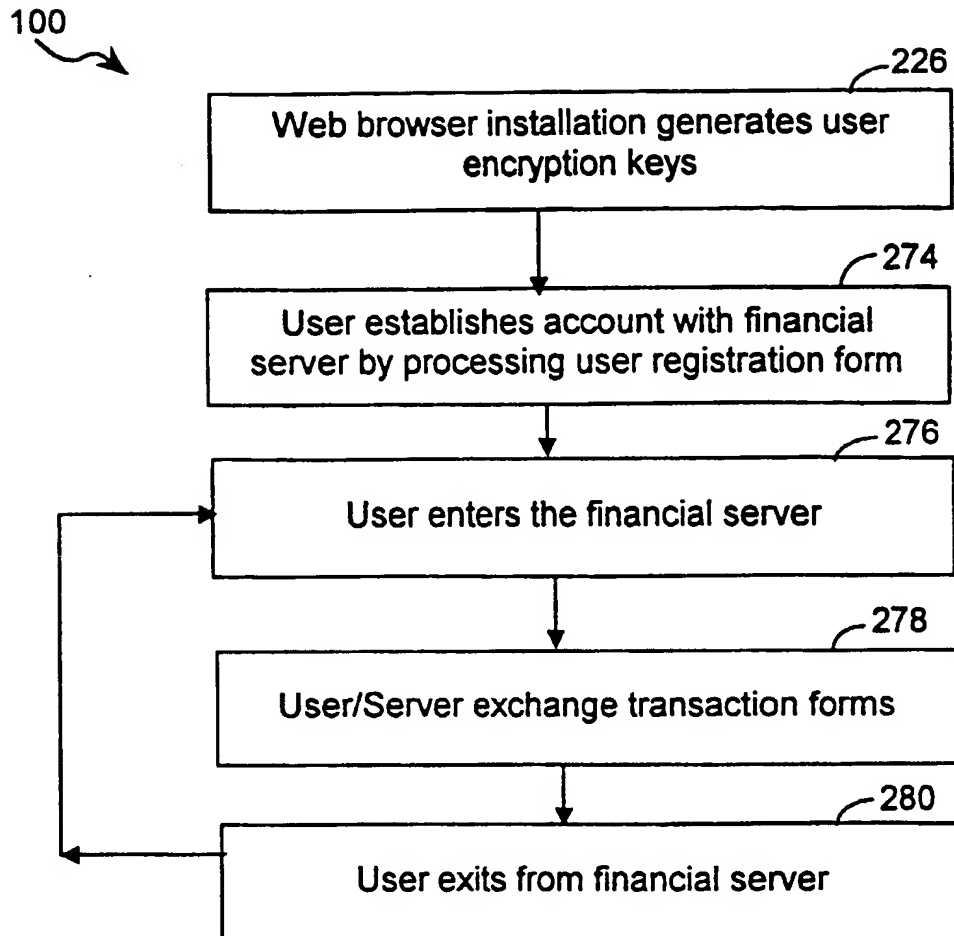 100
226
Web browser installation generates user
encryption keys
274
User establishes account with financial
server by processing user registration form
276
User enters the financial server
278
User/Server exchange transaction forms
280
User exits from financial server